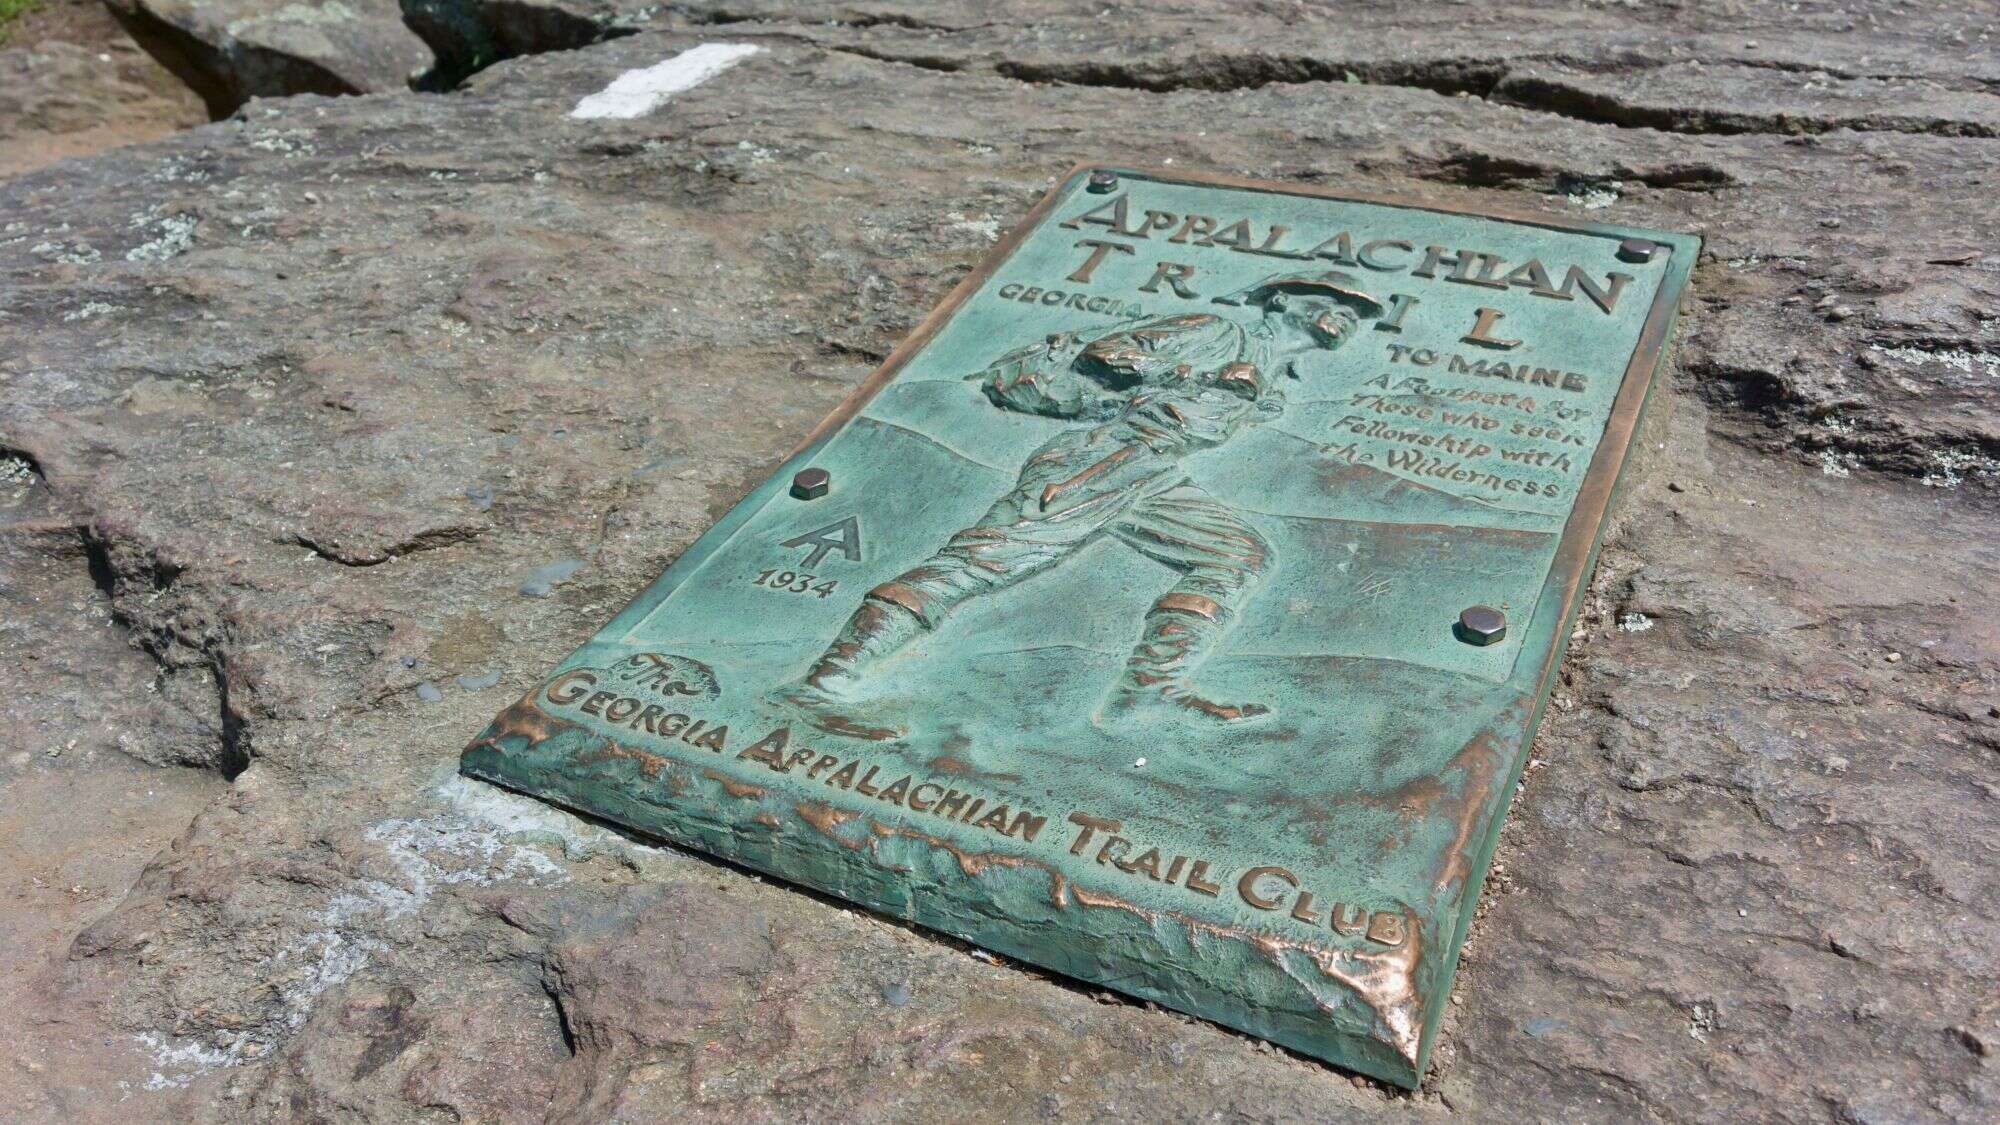 APPALACHIAN
TRAIL
GEORGIA
TO MAINE
A Footpath for
Those who seek
Fellowship with
the Wilderness
AT
1934
The
GEORGIA APPALACHIAN TRAIL CLUB